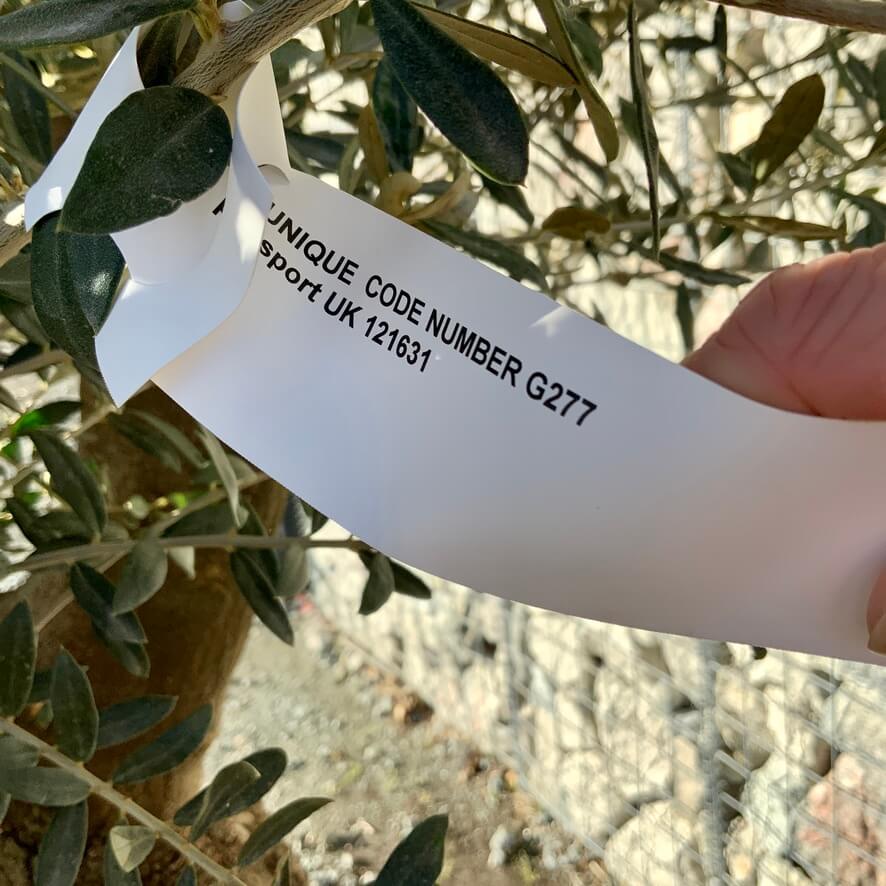 UNIQUE CODE NUMBER G277
sport UK 121631